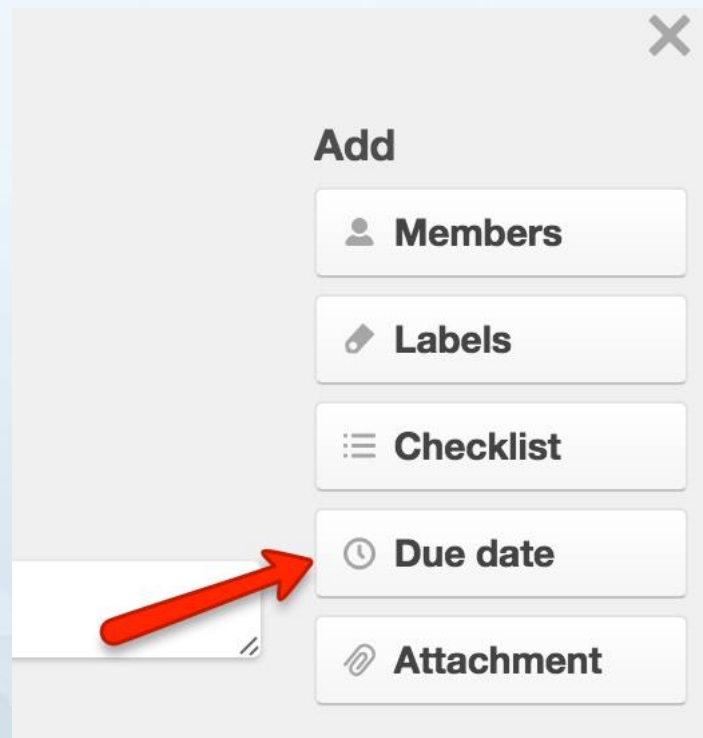 Add
Members
Labels
Checklist
Due date
Attachment